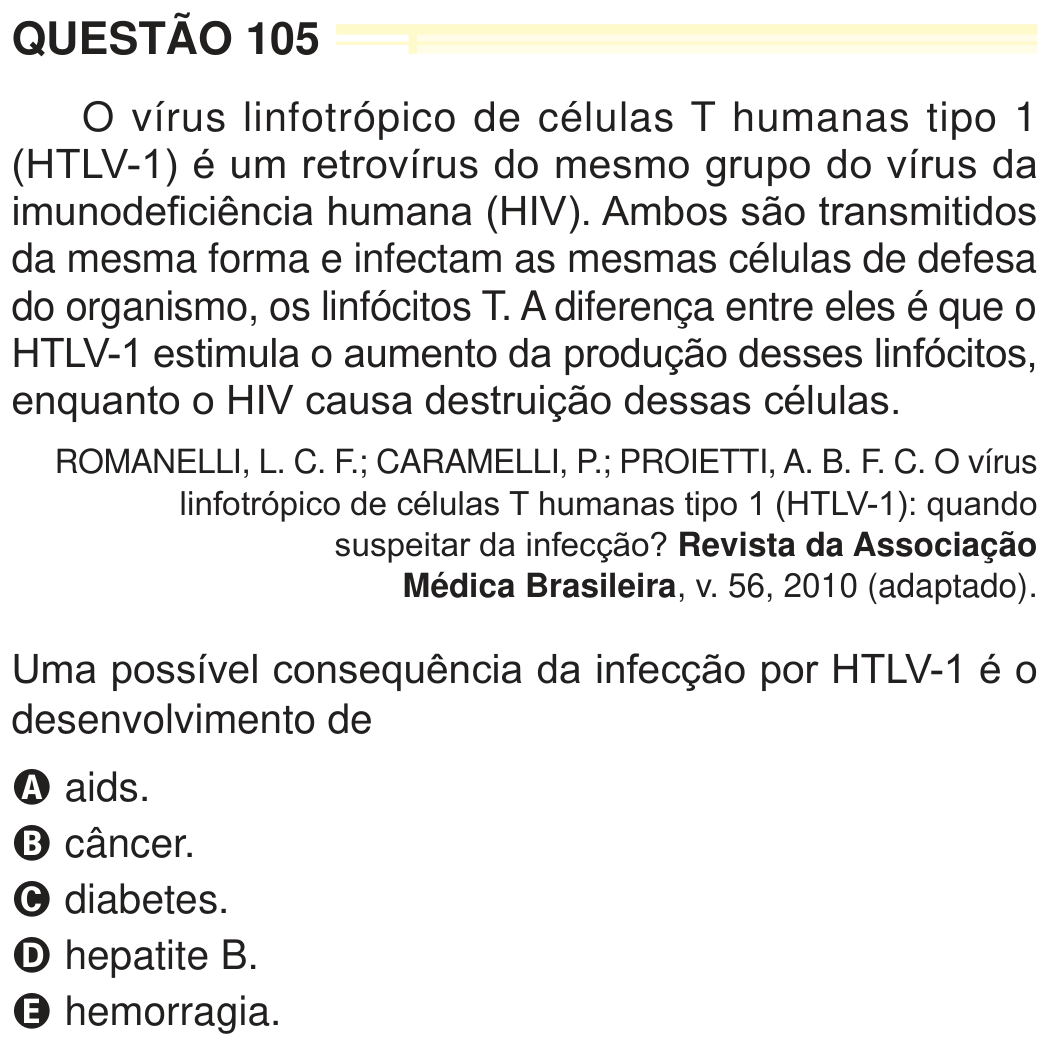 QUESTÃO 105
O vírus linfotrópico de células T humanas tipo 1
(HTLV-1) é um retrovírus do mesmo grupo do vírus da
imunodeficiência humana (HIV). Ambos são transmitidos
da mesma forma e infectam as mesmas células de defesa
do organismo, os linfócitos T. A diferença entre eles é que o
HTLV-1 estimula o aumento da produção desses linfócitos,
enquanto o HIV causa destruição dessas células.
ROMANELLI, L. C. F.; CARAMELLI, P.; PROIETTI, A. B. F. C. O vírus
linfotrópico de células T humanas tipo 1 (HTLV-1): quando
suspeitar da infecção? Revista da Associação
Médica Brasileira, v. 56, 2010 (adaptado).
Uma possível consequência da infecção por HTLV-1 é o
desenvolvimento de
A aids.
B câncer.
C diabetes.
D hepatite B.
E hemorragia.